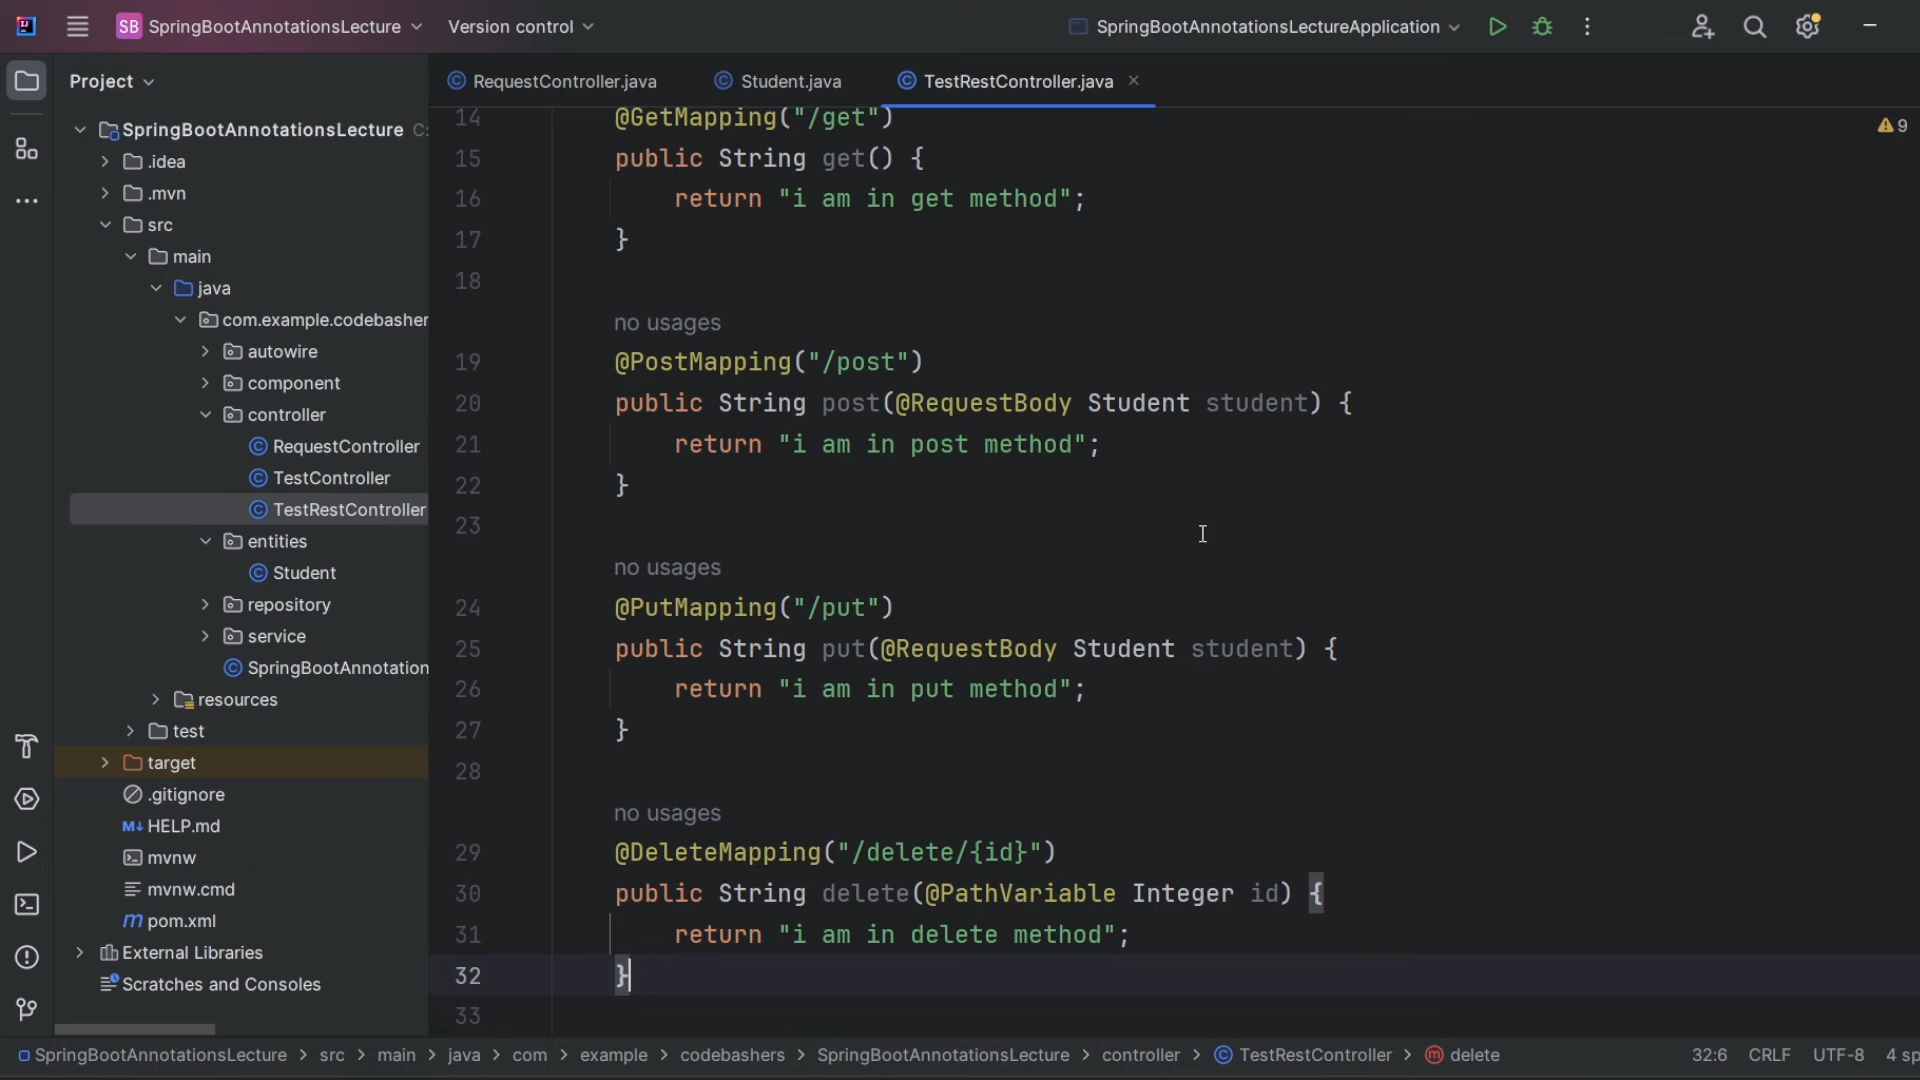 SB SpringBootAnnotationsLecture Version control SpringBootAnnotationsLectureApplication
Project
SpringBootAnnotationsLecture C:
.idea
.mvn
src
main
java
com.example.codebasher
autowire
component
controller
RequestController
TestController
TestRestController
entities
Student
repository
service
SpringBootAnnotation
resources
test
target
.gitignore
M↓ HELP.md
mvnw
mvnw.cmd
m pom.xml
External Libraries
Scratches and Consoles
RequestController.java Student.java TestRestController.java
9
14 @GetMapping("/get")
15 public String get() {
16 return "i am in get method";
17 }
18
no usages
19 @PostMapping("/post")
20 public String post(@RequestBody Student student) {
21 return "i am in post method";
22 }
23
no usages
24 @PutMapping("/put")
25 public String put(@RequestBody Student student) {
26 return "i am in put method";
27 }
28
no usages
29 @DeleteMapping("/delete/{id}")
30 public String delete(@PathVariable Integer id) {
31 return "i am in delete method";
32 }
33
SpringBootAnnotationsLecture > src > main > java > com > example > codebashers > SpringBootAnnotationsLecture > controller > TestRestController > delete 32:6 CRLF UTF-8 4 sp